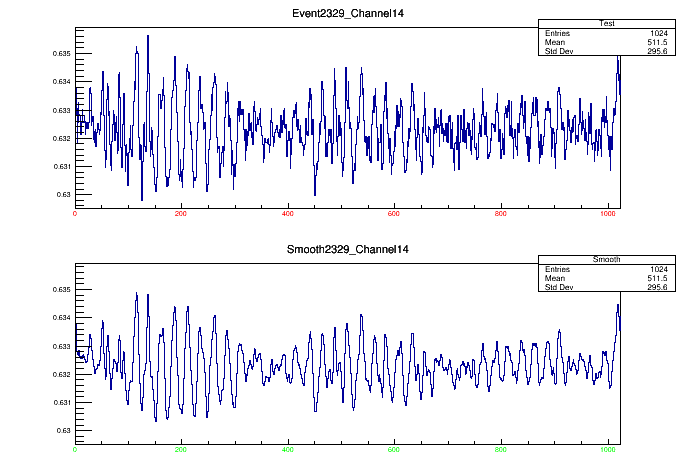 Event2329_Channel14
Test
Entries 1024
Mean 511.5
Std Dev 295.6
0.635
0.634
0.633
0.632
0.631
0.63
0 200 400 600 800 1000
Smooth2329_Channel14
Smooth
Entries 1024
Mean 511.5
Std Dev 295.6
0.635
0.634
0.633
0.632
0.631
0.63
0 200 400 600 800 1000